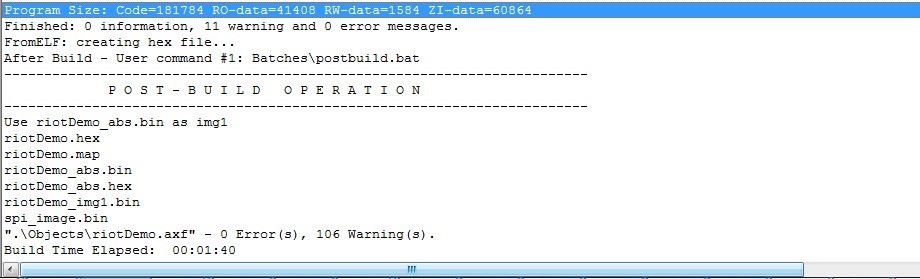 Program Size: Code=181784 RO-data=41408 RW-data=1584 ZI-data=60864
Finished: 0 information, 11 warning and 0 error messages.
FromELF: creating hex file...
After Build - User command #1: Batches\postbuild.bat
-------------------------------------------------------------------------
P O S T - B U I L D   O P E R A T I O N
-------------------------------------------------------------------------
Use riotDemo_abs.bin as img1
riotDemo.hex
riotDemo.map
riotDemo_abs.bin
riotDemo_abs.hex
riotDemo_img1.bin
spi_image.bin
".\Objects\riotDemo.axf" - 0 Error(s), 106 Warning(s).
Build Time Elapsed:  00:01:40